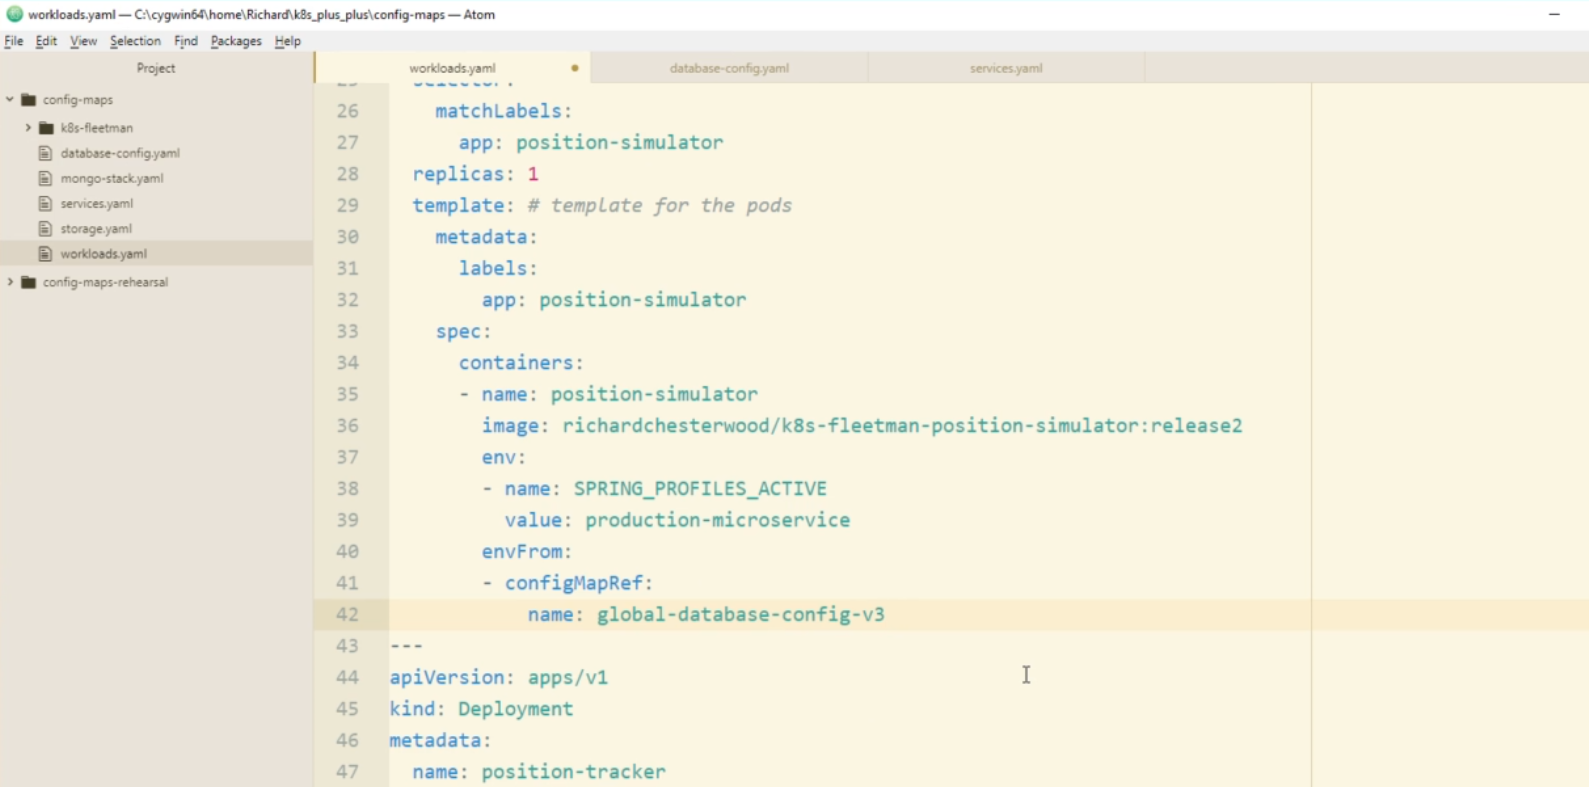 workloads.yaml — C:\cygwin64\home\Richard\k8s_plus_plus\config-maps — Atom
File Edit View Selection Find Packages Help
Project
config-maps
k8s-fleetman
database-config.yaml
mongo-stack.yaml
services.yaml
storage.yaml
workloads.yaml
config-maps-rehearsal
workloads.yaml database-config.yaml services.yaml
25 selector:
26 matchLabels:
27 app: position-simulator
28 replicas: 1
29 template: # template for the pods
30 metadata:
31 labels:
32 app: position-simulator
33 spec:
34 containers:
35 - name: position-simulator
36 image: richardchesterwood/k8s-fleetman-position-simulator:release2
37 env:
38 - name: SPRING_PROFILES_ACTIVE
39 value: production-microservice
40 envFrom:
41 - configMapRef:
42 name: global-database-config-v3
43 ---
44 apiVersion: apps/v1
45 kind: Deployment
46 metadata:
47 name: position-tracker